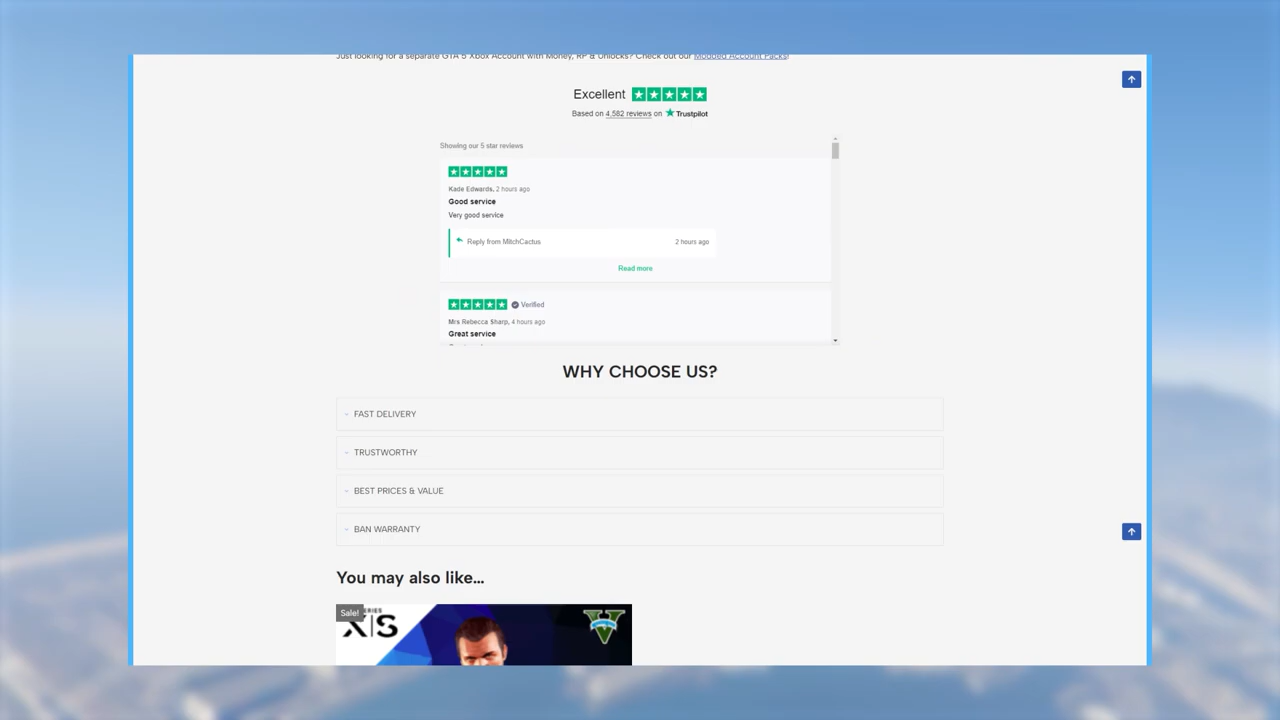 Just looking for a separate GTA 5 Xbox Account with Money, RP & Unlocks? Check out our Modded Account Packs!
Excellent
Based on 4,582 reviews on Trustpilot
Showing our 5 star reviews
Kade Edwards, 2 hours ago
Good service
Very good service
Reply from MitchCactus 2 hours ago
Read more
Verified
Mrs Rebecca Sharp, 4 hours ago
Great service
WHY CHOOSE US?
FAST DELIVERY
TRUSTWORTHY
BEST PRICES & VALUE
BAN WARRANTY
You may also like...
Sale!
X|S